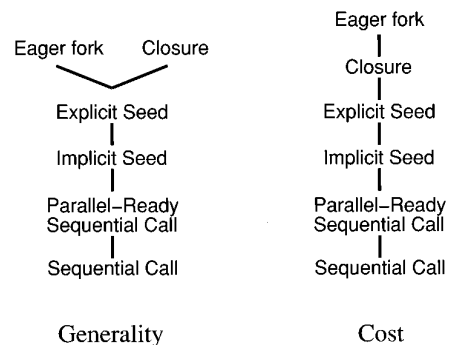 Eager fork
Closure
Explicit Seed
Implicit Seed
Parallel–Ready
Sequential Call
Sequential Call
Generality
Eager fork
Closure
Explicit Seed
Implicit Seed
Parallel–Ready
Sequential Call
Sequential Call
Cost